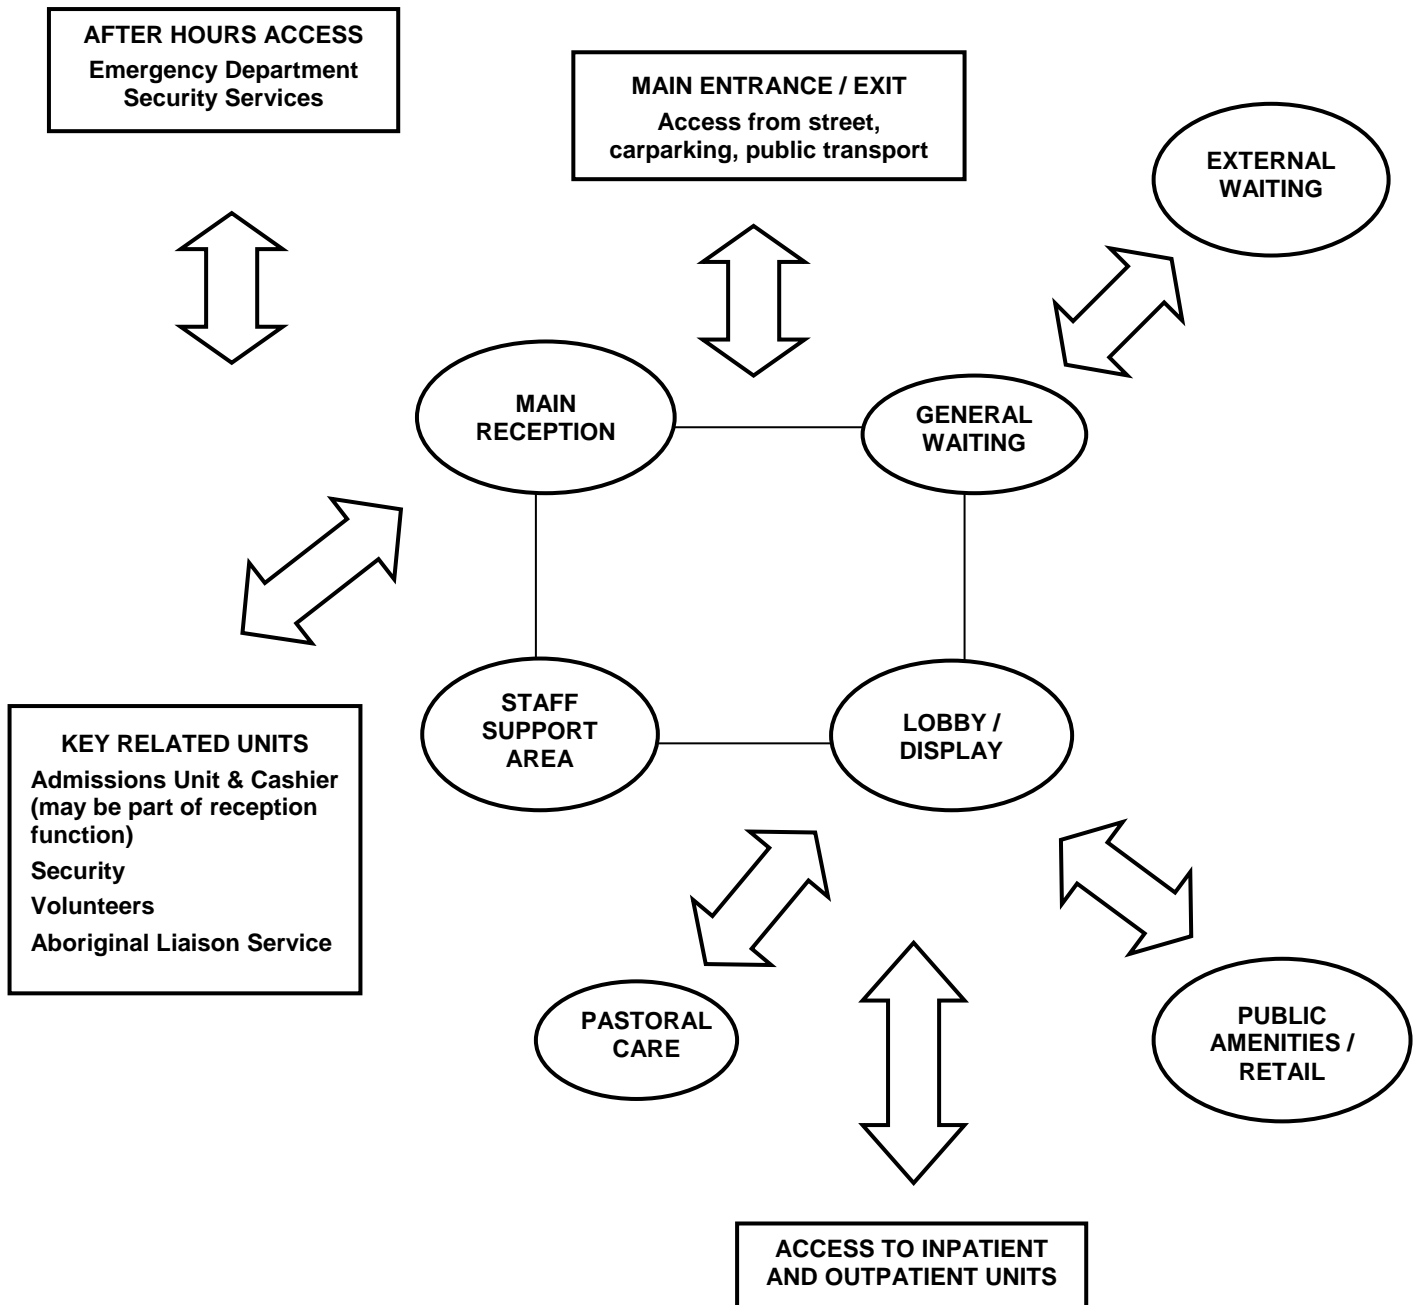 AFTER HOURS ACCESS
Emergency Department
Security Services
MAIN ENTRANCE / EXIT
Access from street,
carparking, public transport
EXTERNAL
WAITING
MAIN
RECEPTION
GENERAL
WAITING
STAFF
SUPPORT
AREA
LOBBY /
DISPLAY
KEY RELATED UNITS
Admissions Unit & Cashier
(may be part of reception
function)
Security
Volunteers
Aboriginal Liaison Service
PASTORAL
CARE
PUBLIC
AMENITIES /
RETAIL
ACCESS TO INPATIENT
AND OUTPATIENT UNITS